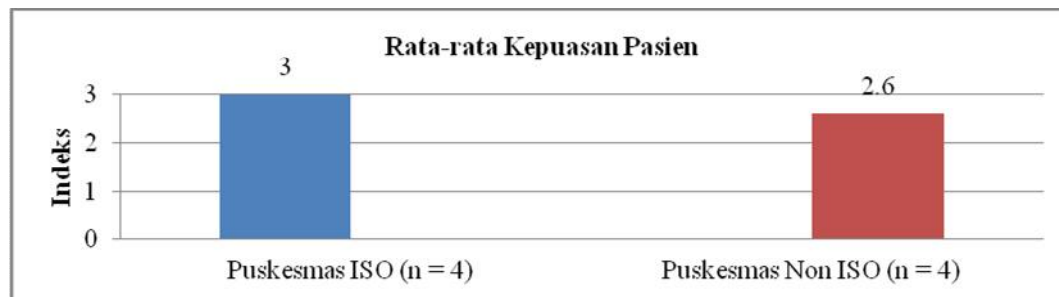 Rata-rata Kepuasan Pasien
3
2.6
3
2
1
0
Indeks
Puskesmas ISO (n = 4)
Puskesmas Non ISO (n = 4)